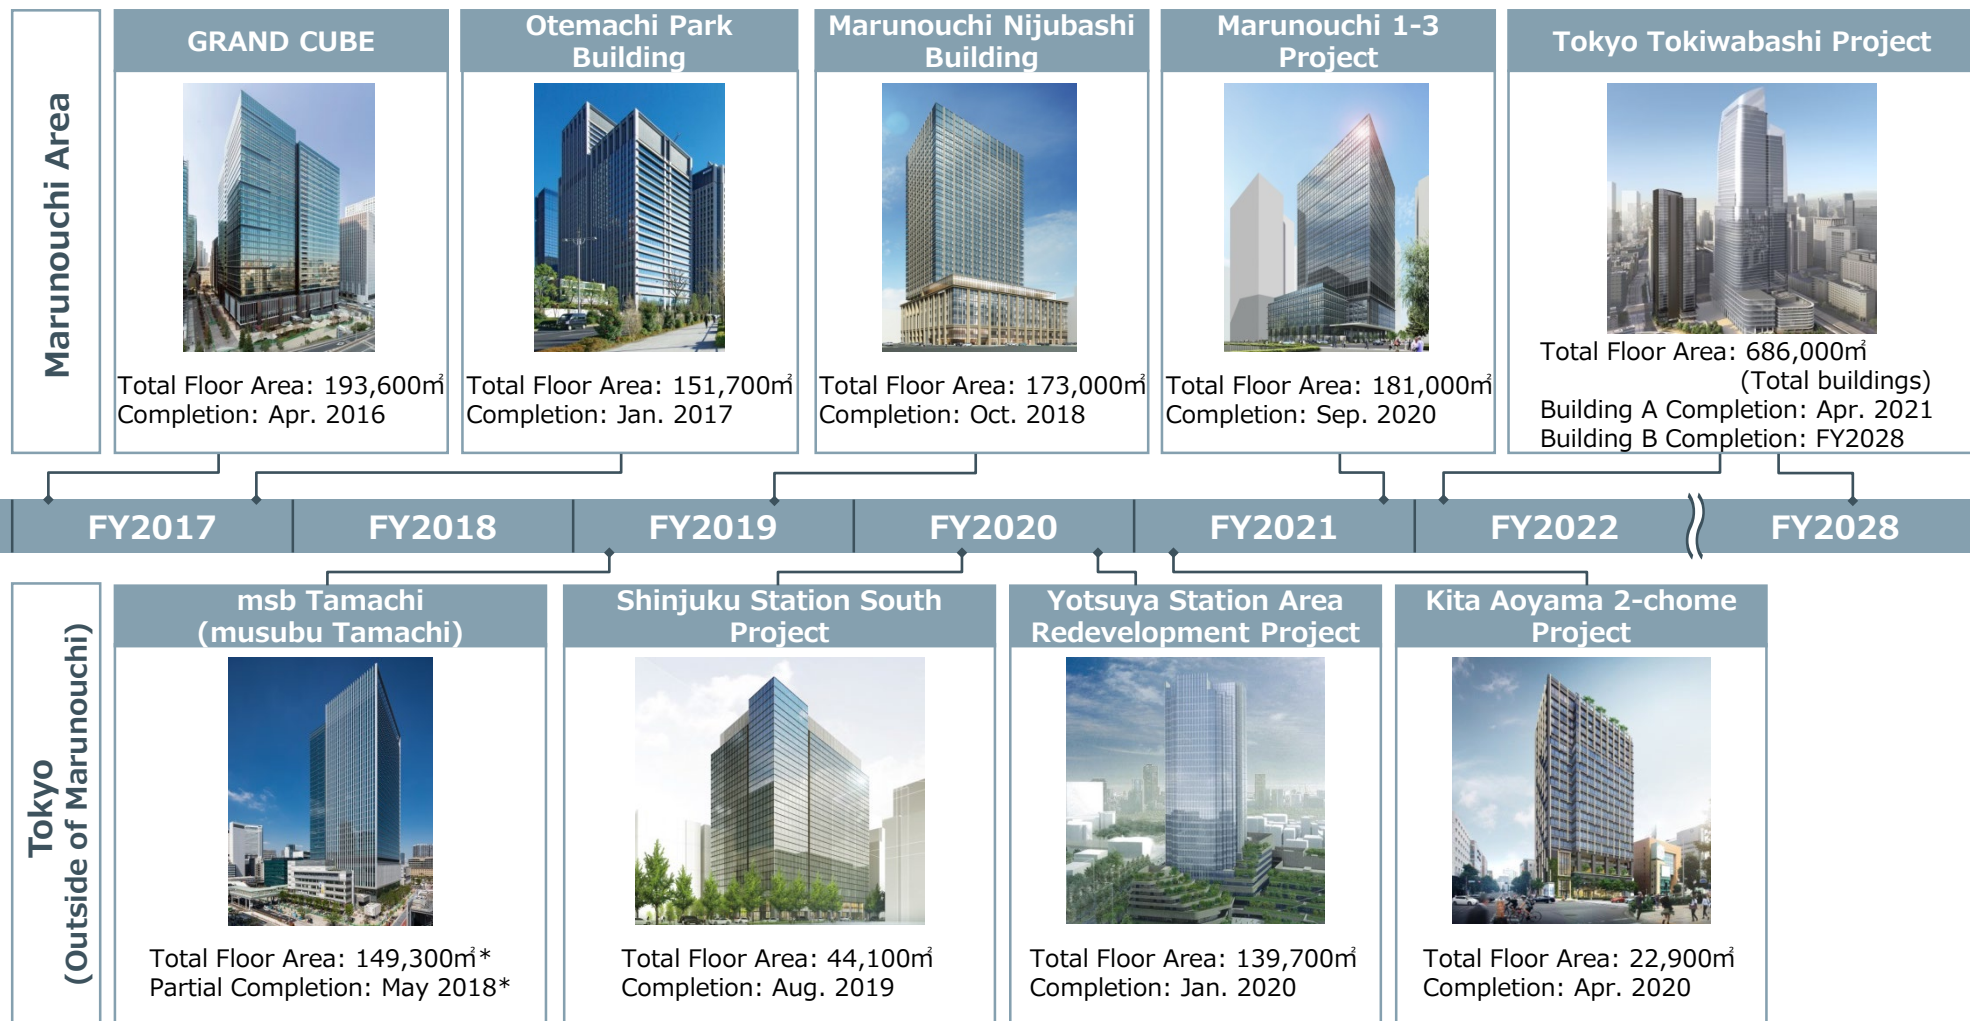 Marunouchi Area
GRAND CUBE
Total Floor Area: 193,600㎡
Completion: Apr. 2016
Otemachi Park
Building
Total Floor Area: 151,700㎡
Completion: Jan. 2017
Marunouchi Nijubashi
Building
Total Floor Area: 173,000㎡
Completion: Oct. 2018
Marunouchi 1-3
Project
Total Floor Area: 181,000㎡
Completion: Sep. 2020
Tokyo Tokiwabashi Project
Total Floor Area: 686,000㎡
(Total buildings)
Building A Completion: Apr. 2021
Building B Completion: FY2028
FY2017
FY2018
FY2019
FY2020
FY2021
FY2022
FY2028
Tokyo
(Outside of Marunouchi)
msb Tamachi
(musubu Tamachi)
Total Floor Area: 149,300㎡*
Partial Completion: May 2018*
Shinjuku Station South
Project
Total Floor Area: 44,100㎡
Completion: Aug. 2019
Yotsuya Station Area
Redevelopment Project
Total Floor Area: 139,700㎡
Completion: Jan. 2020
Kita Aoyama 2-chome
Project
Total Floor Area: 22,900㎡
Completion: Apr. 2020